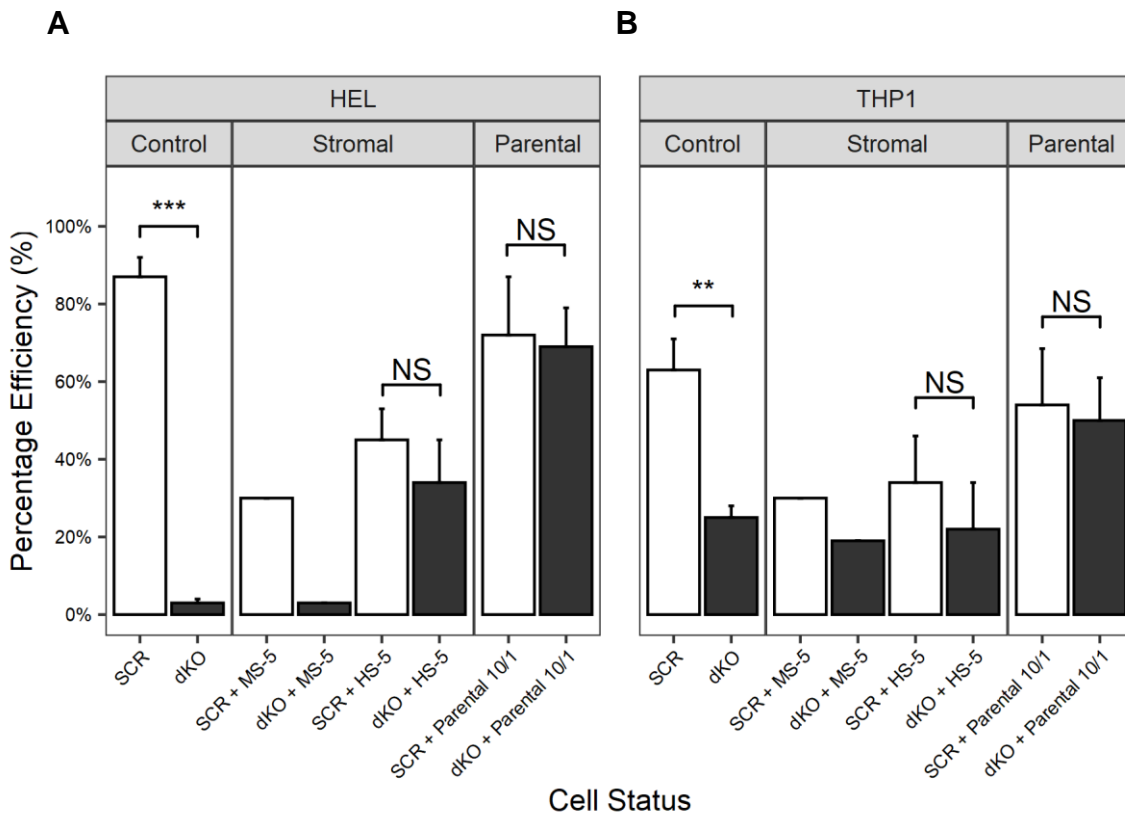 A
B
HEL
THP1
Control
Stromal
Parental
Control
Stromal
Parental
Percentage Efficiency (%)
100%
80%
60%
40%
20%
0%
***
NS
NS
**
NS
NS
SCR
dKO
SCR + MS-5
dKO + MS-5
SCR + HS-5
dKO + HS-5
SCR + Parental 10/1
dKO + Parental 10/1
SCR
dKO
SCR + MS-5
dKO + MS-5
SCR + HS-5
dKO + HS-5
SCR + Parental 10/1
dKO + Parental 10/1
Cell Status